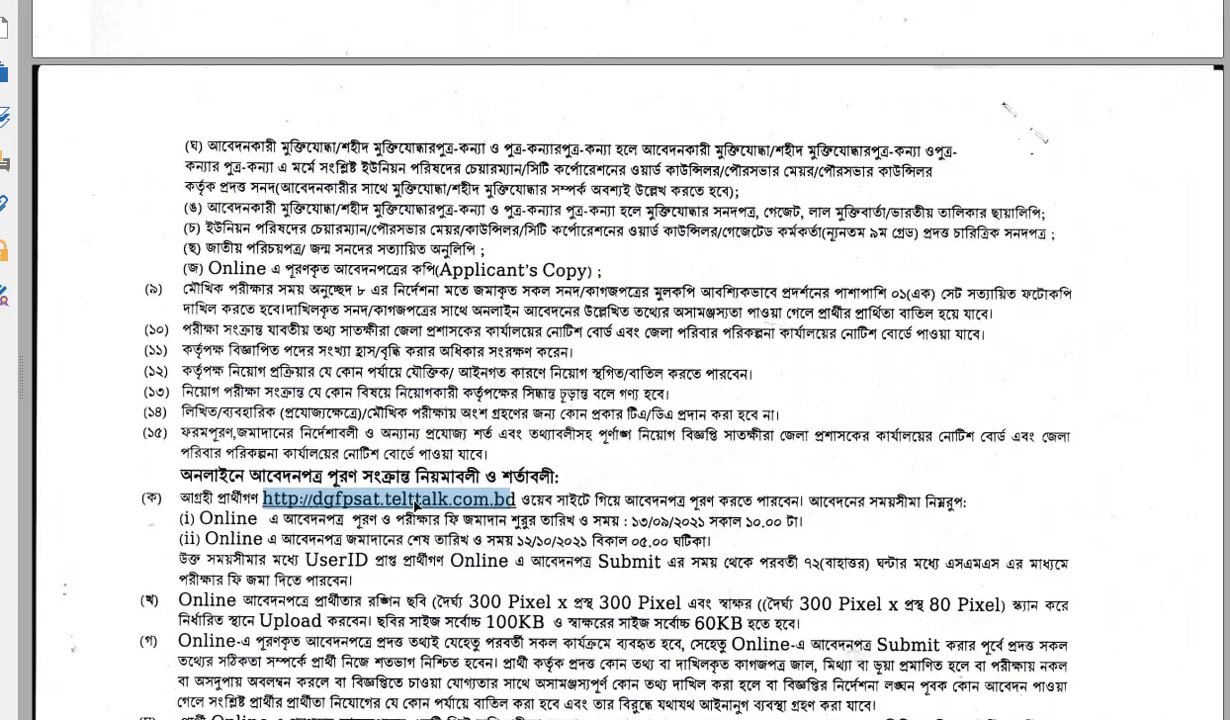 (ঘ) আবেদনকারী মুক্তিযোদ্ধা/শহীদ মুক্তিযোদ্ধারপুত্র-কন্যা ও পুত্র-কন্যারপুত্র-কন্যা হলে আবেদনকারী মুক্তিযোদ্ধা/শহীদ মুক্তিযোদ্ধারপুত্র-কন্যা ওপুত্র-
কন্যার পুত্র-কন্যা এ মর্মে সংশ্লিষ্ট ইউনিয়ন পরিষদের চেয়ারম্যান/সিটি কর্পোরেশনের ওয়ার্ড কাউন্সিলর/পৌরসভার মেয়র/পৌরসভার কাউন্সিলর
কর্তৃক প্রদত্ত সনদ(আবেদনকারীর সাথে মুক্তিযোদ্ধা/শহীদ মুক্তিযোদ্ধার সম্পর্ক অবশ্যই উল্লেখ করতে হবে);
(ঙ) আবেদনকারী মুক্তিযোদ্ধা/শহীদ মুক্তিযোদ্ধারপুত্র-কন্যা ও পুত্র-কন্যার পুত্র-কন্যা হলে মুক্তিযোদ্ধার সনদপত্র, গেজেট, লাল মুক্তিবার্তা/ভারতীয় তালিকার ছায়ালিপি;
(চ) ইউনিয়ন পরিষদের চেয়ারম্যান/পৌরসভার মেয়র/কাউন্সিলর/সিটি কর্পোরেশনের ওয়ার্ড কাউন্সিলর/গেজেটেড কর্মকর্তা(ন্যূনতম ৯ম গ্রেড) প্রদত্ত চারিত্রিক সনদপত্র ;
(ছ) জাতীয় পরিচয়পত্র/ জন্ম সনদের সত্যায়িত অনুলিপি ;
(জ) Online এ পূরণকৃত আবেদনপত্রের কপি(Applicant's Copy) ;
(৯) মৌখিক পরীক্ষার সময় অনুচ্ছেদ ৮ এর নির্দেশনা মতে জমাকৃত সকল সনদ/কাগজপত্রের মুলকপি আবশ্যিকভাবে প্রদর্শনের পাশাপাশি ০১(এক) সেট সত্যায়িত ফটোকপি
দাখিল করতে হবে।দাখিলকৃত সনদ/কাগজপত্রের সাথে অনলাইন আবেদনের উল্লেখিত তথ্যের অসামঞ্জস্যতা পাওয়া গেলে প্রার্থীর প্রার্থিতা বাতিল হয়ে যাবে।
(১০) পরীক্ষা সংক্রান্ত যাবতীয় তথ্য সাতক্ষীরা জেলা প্রশাসকের কার্যালয়ের নোটিশ বোর্ড এবং জেলা পরিবার পরিকল্পনা কার্যালয়ের নোটিশ বোর্ডে পাওয়া যাবে।
(১১) কর্তৃপক্ষ বিজ্ঞাপিত পদের সংখ্যা হ্রাস/বৃদ্ধি করার অধিকার সংরক্ষণ করেন।
(১২) কর্তৃপক্ষ নিয়োগ প্রক্রিয়ার যে কোন পর্যায়ে যৌক্তিক/ আইনগত কারণে নিয়োগ স্থগিত/বাতিল করতে পারবেন।
(১৩) নিয়োগ পরীক্ষা সংক্রান্ত যে কোন বিষয়ে নিয়োগকারী কর্তৃপক্ষের সিদ্ধান্ত চূড়ান্ত বলে গণ্য হবে।
(১৪) লিখিত/ব্যবহারিক (প্রযোজ্যক্ষেত্রে)/মৌখিক পরীক্ষায় অংশ গ্রহণের জন্য কোন প্রকার টিএ/ডিএ প্রদান করা হবে না।
(১৫) ফরমপূরণ,জমাদানের নির্দেশাবলী ও অন্যান্য প্রযোজ্য শর্ত এবং তথ্যাবলীসহ পূর্ণাঙ্গ নিয়োগ বিজ্ঞপ্তি সাতক্ষীরা জেলা প্রশাসকের কার্যালয়ের নোটিশ বোর্ড এবং জেলা
পরিবার পরিকল্পনা কার্যালয়ের নোটিশ বোর্ডে পাওয়া যাবে।
অনলাইনে আবেদনপত্র পূরণ সংক্রান্ত নিয়মাবলী ও শর্তাবলী:
(ক) আগ্রহী প্রার্থীগণ http://dgfpsat.telttalk.com.bd ওয়েব সাইটে গিয়ে আবেদনপত্র পূরণ করতে পারবেন। আবেদনের সময়সীমা নিম্নরূপ:
(i) Online এ আবেদনপত্র পূরণ ও পরীক্ষার ফি জমাদান শুরুর তারিখ ও সময় : ১৩/০৯/২০২১ সকাল ১০.০০ টা।
(ii) Online এ আবেদনপত্র জমাদানের শেষ তারিখ ও সময় ১২/১০/২০২১ বিকাল ০৫.০০ ঘটিকা।
উক্ত সময়সীমার মধ্যে UserID প্রাপ্ত প্রার্থীগণ Online এ আবেদনপত্র Submit এর সময় থেকে পরবর্তী ৭২(বাহাত্তর) ঘন্টার মধ্যে এসএমএস এর মাধ্যমে
পরীক্ষার ফি জমা দিতে পারবেন।
(খ) Online আবেদনপত্রে প্রার্থীতার রঙ্গিন ছবি (দৈর্ঘ্য 300 Pixel x প্রস্থ 300 Pixel এবং স্বাক্ষর ((দৈর্ঘ্য 300 Pixel x প্রস্থ 80 Pixel) স্ক্যান করে
নির্ধারিত স্থানে Upload করবেন। ছবির সাইজ সর্বোচ্চ 100KB ও স্বাক্ষরের সাইজ সর্বোচ্চ 60KB হতে হবে।
(গ) Online-এ পূরণকৃত আবেদনপত্রে প্রদত্ত তথ্যই যেহেতু পরবর্তী সকল কার্যক্রমে ব্যবহৃত হবে, সেহেতু Online-এ আবেদনপত্র Submit করার পূর্বে প্রদত্ত সকল
তথ্যের সঠিকতা সম্পর্কে প্রার্থী নিজে শতভাগ নিশ্চিত হবেন। প্রার্থী কর্তৃক প্রদত্ত কোন তথ্য বা দাখিলকৃত কাগজপত্র জাল, মিথ্যা বা ভুয়া প্রমাণিত হলে বা পরীক্ষায় নকল
বা অসদুপায় অবলম্বন করলে বা বিজ্ঞপ্তিতে চাওয়া যোগ্যতার সাথে অসামঞ্জস্যপূর্ণ কোন তথ্য দাখিল করা হলে বা বিজ্ঞপ্তির নির্দেশনা লঙ্ঘন পূবক কোন আবেদন পাওয়া
গেলে সংশ্লিষ্ট প্রার্থীর প্রার্থীতা নিয়োগের যে কোন পর্যায়ে বাতিল করা হবে এবং তার বিরুদ্ধে যথাযথ আইনানুগ ব্যবস্থা গ্রহণ করা যাবে।